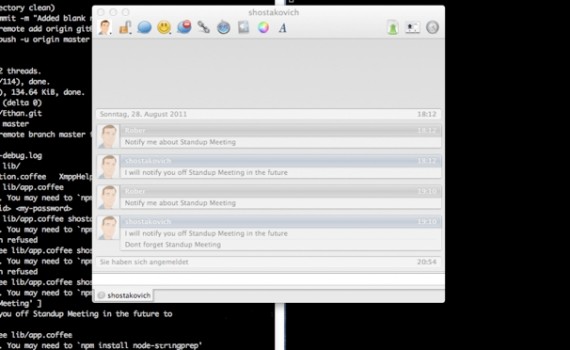 ectory clean)
mmit -m "Added blank
remote add origin git
push -u origin master
threads.
/114), done.
), 134.64 KiB, done.
(delta 0)
/Ethan.git
master
remote branch master
-debug.log
lib/
tion.coffee XmppHelp
lib/app.coffee
. You may need to `npm
id> <my-password>
lib/app.coffee shost
. You may need to `npm
n refused
ee lib/app.coffee shos
. You may need to `npm
n refused
ee lib/app.coffee shos
. You may need to `npm
Meeting' ]
you off Standup Meeting in the future to
ee lib/app.coffee
. You may need to `npm install node-stringprep'
shostakovich
Sonntag, 28. August 2011 18:12
18:12
Notify me about Standup Meeting
shostakovich 18:12
I will notify you off Standup Meeting in the future
19:16
Notify me about Standup Meeting
shostakovich 19:16
I will notify you off Standup Meeting in the future
Dont forget Standup Meeting
Sie haben sich angemeldet 20:54
shostakovich